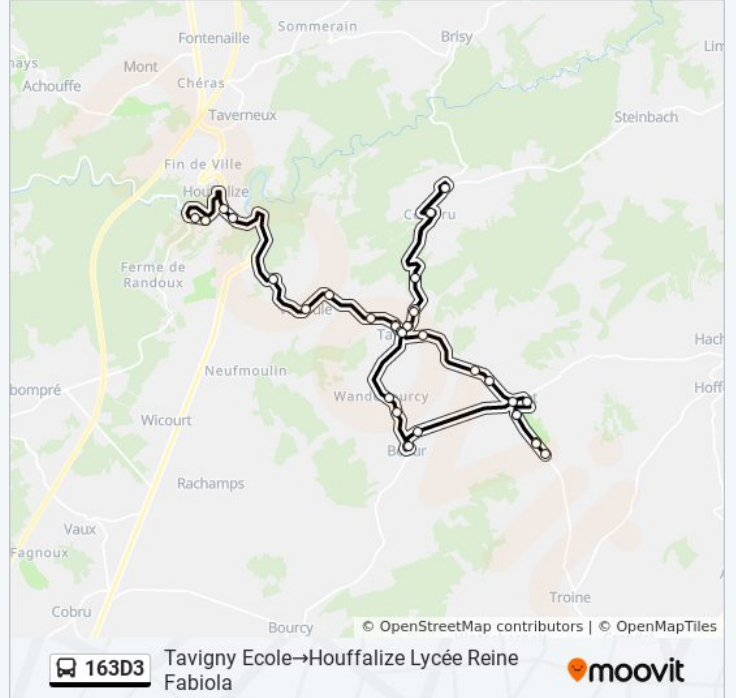 Sommerain
Fontenaille
Brisy
Mont
Chéras
Achouffe
Taverneux
Steinbach
Fin de Ville
Ferme de
Randoux
Neufmoulin
Wicourt
Rachamps
Vaux
Fagnoux
Troine
Cobru
Bourcy
© OpenStreetMap contributors | © OpenMapTiles
163D3
Tavigny Ecole→Houffalize Lycée Reine
Fabiola
moovit